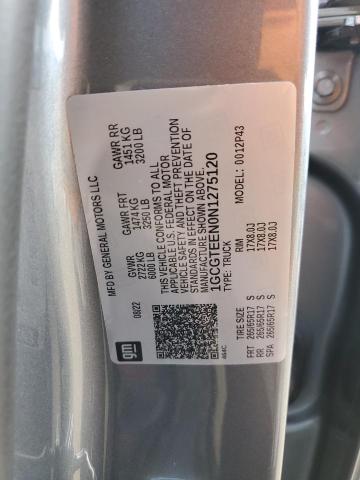 MFD BY GENERAL MOTORS LLC
08/22 GVWR GAWR FRT GAWR RR
2722 KG 1474 KG 1451 KG
6000 LB 3250 LB 3200 LB
THIS VEHICLE CONFORMS TO ALL
APPLICABLE U.S. FEDERAL MOTOR
VEHICLE SAFETY AND THEFT PREVENTION
STANDARDS IN EFFECT ON THE DATE OF
MANUFACTURE SHOWN ABOVE.
1GCGTEEN0N1275120
TYPE: TRUCK MODEL: 0012P43
gm
TIRE SIZE RIM
FRT 265/65R17 S 17X8.0J
RR 265/65R17 S 17X8.0J
SPA 265/65R17 S 17X8.0J